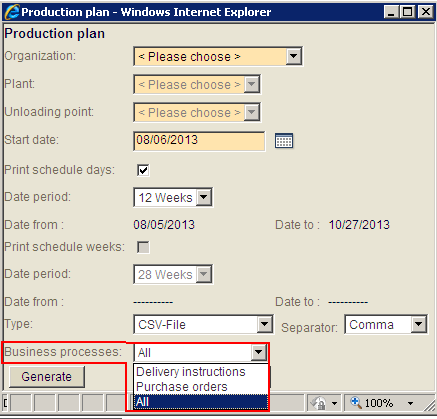 Production plan - Windows Internet Explorer
Production plan
Organization: < Please choose >
Plant: < Please choose >
Unloading point: < Please choose >
Start date: 08/06/2013
Print schedule days:
Date period: 12 Weeks
Date from : 08/05/2013 Date to : 10/27/2013
Print schedule weeks:
Date period: 28 Weeks
Date from : ---------- Date to : ----------
Type: CSV-File Separator: Comma
Business processes: All
Delivery instructions
Generate Purchase orders
All
100%